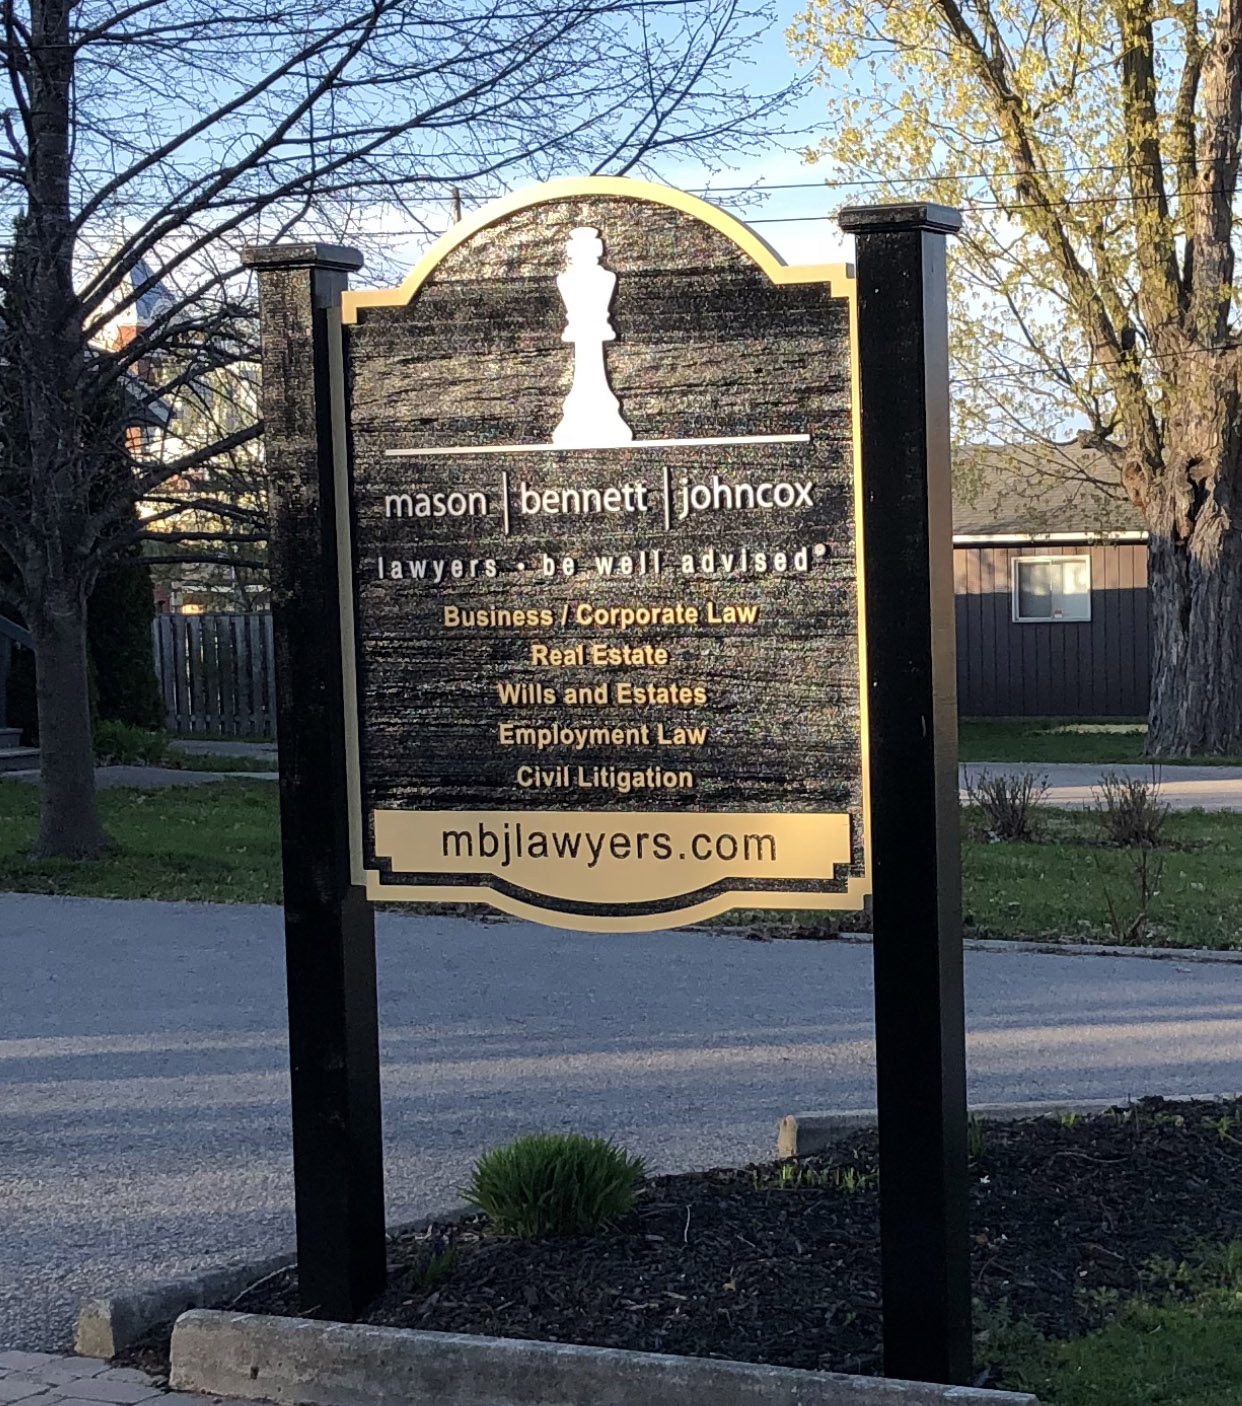 mason | bennett | johncox
lawyers • be well advised®
Business / Corporate Law
Real Estate
Wills and Estates
Employment Law
Civil Litigation
mbjlawyers.com